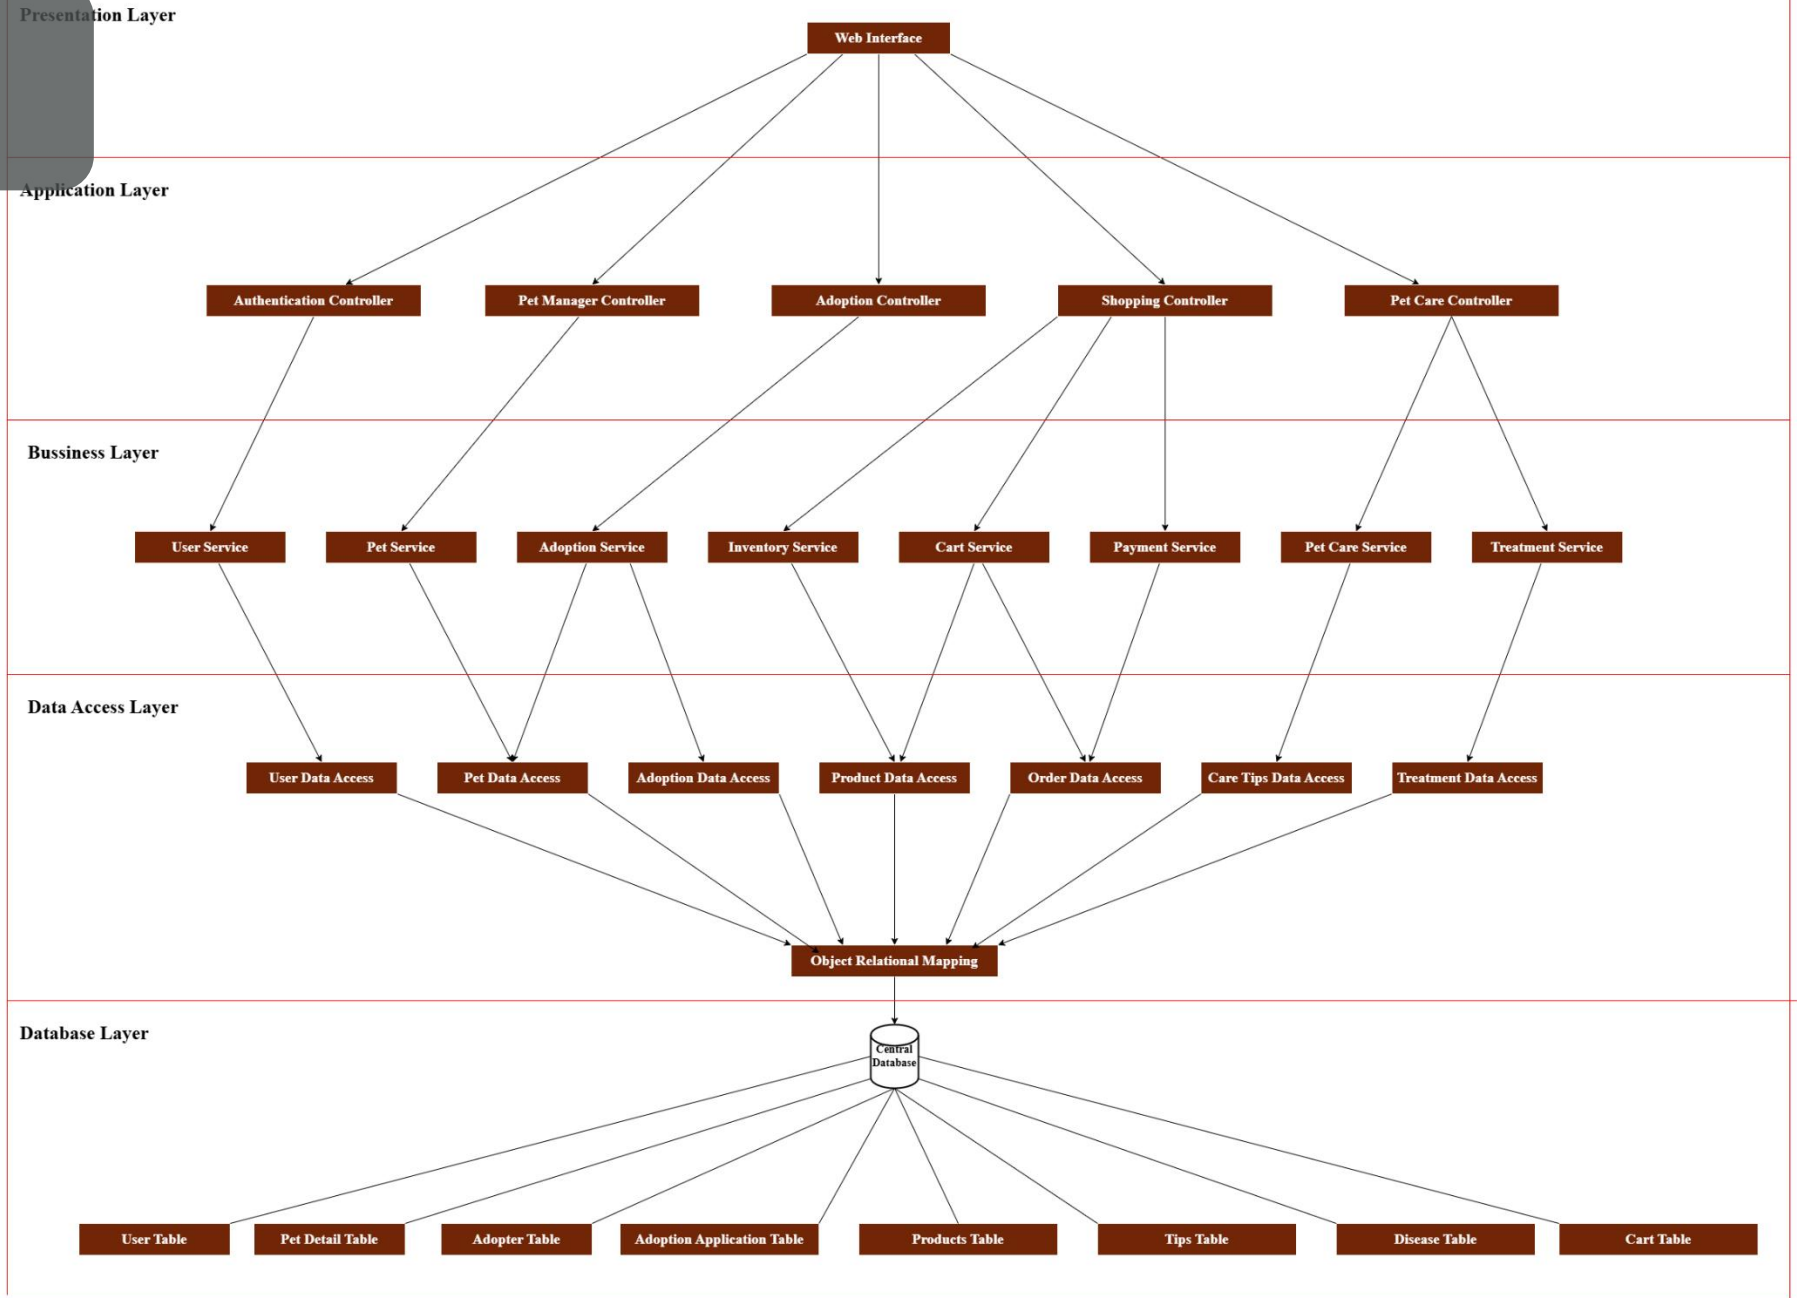 Presentation Layer
Web Interface
Application Layer
Authentication Controller
Pet Manager Controller
Adoption Controller
Shopping Controller
Pet Care Controller
Bussiness Layer
User Service
Pet Service
Adoption Service
Inventory Service
Cart Service
Payment Service
Pet Care Service
Treatment Service
Data Access Layer
User Data Access
Pet Data Access
Adoption Data Access
Product Data Access
Order Data Access
Care Tips Data Access
Treatment Data Access
Object Relational Mapping
Database Layer
Central
Database
User Table
Pet Detail Table
Adopter Table
Adoption Application Table
Products Table
Tips Table
Disease Table
Cart Table